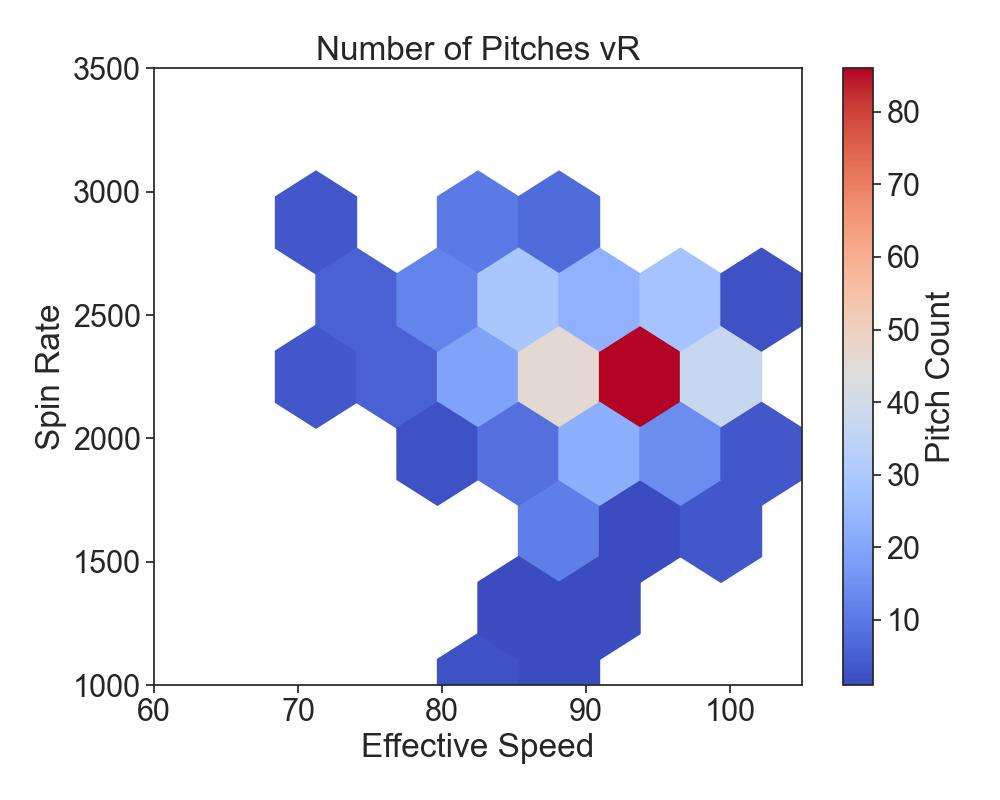 Number of Pitches vR
3500
3000
2500
2000
1500
1000
Spin Rate
60 70 80 90 100
Effective Speed
80
70
60
50
40
30
20
10
Pitch Count